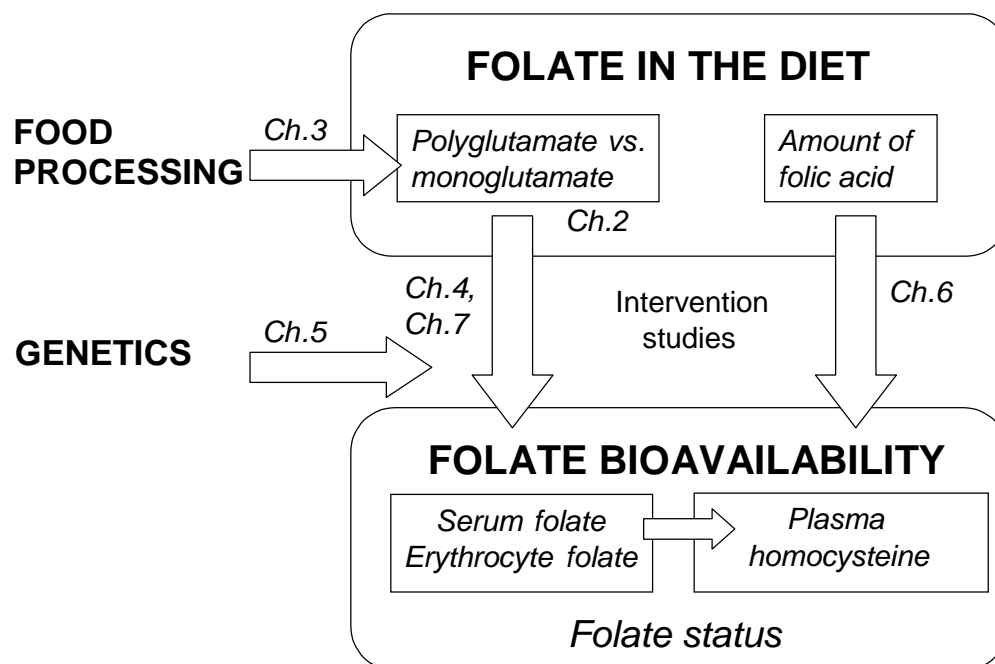 FOLATE IN THE DIET
FOOD
PROCESSING
Ch.3
Polyglutamate vs.
monoglutamate
Amount of
folic acid
Ch.2
Ch.4,
Ch.7
Intervention
studies
Ch.6
GENETICS
Ch.5
FOLATE BIOAVAILABILITY
Serum folate
Erythrocyte folate
Plasma
homocysteine
Folate status